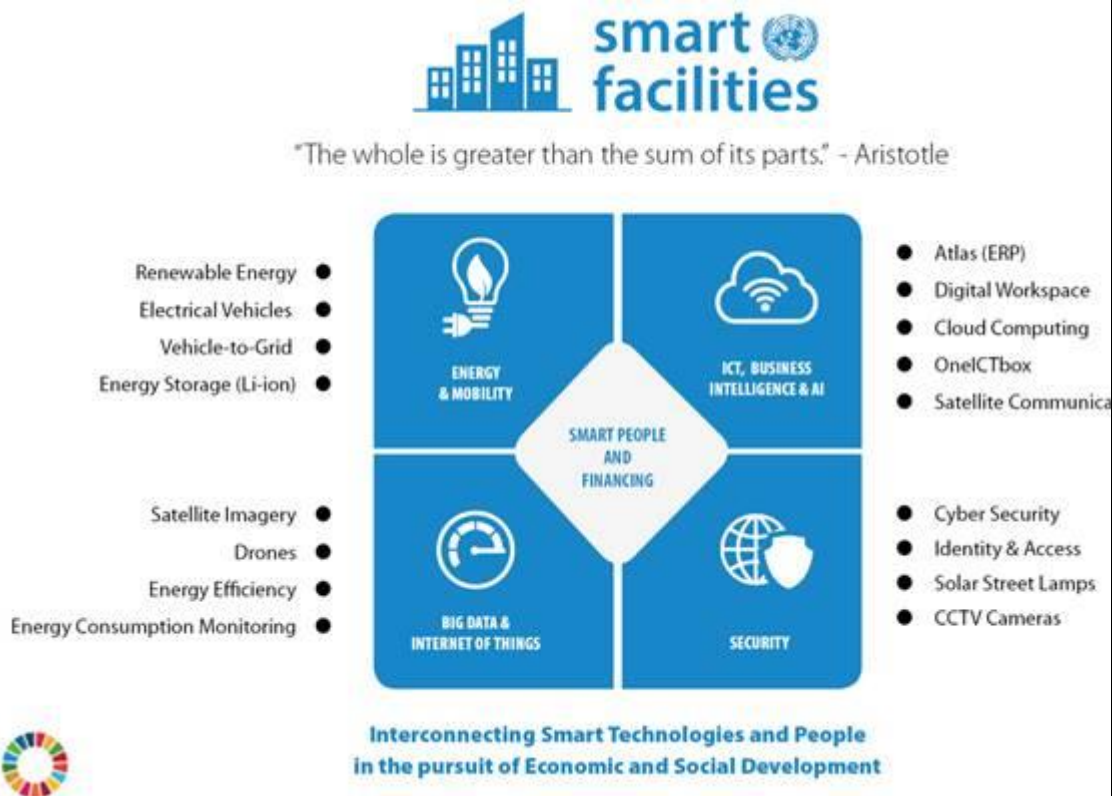 smart
facilities
"The whole is greater than the sum of its parts." - Aristotle
Renewable Energy
Electrical Vehicles
Vehicle-to-Grid
Energy Storage (Li-ion)
ENERGY
& MOBILITY
ICT, BUSINESS
INTELLIGENCE & AI
Atlas (ERP)
Digital Workspace
Cloud Computing
OneICTbox
Satellite Communica
SMART PEOPLE
AND
FINANCING
Satellite Imagery
Drones
Energy Efficiency
Energy Consumption Monitoring
BIG DATA &
INTERNET OF THINGS
SECURITY
Cyber Security
Identity & Access
Solar Street Lamps
CCTV Cameras
Interconnecting Smart Technologies and People
in the pursuit of Economic and Social Development